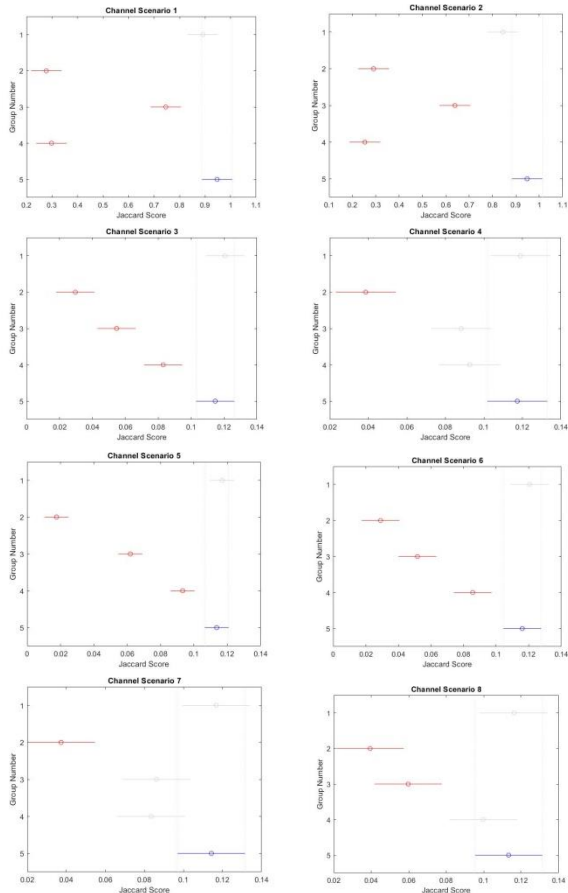 Channel Scenario 1
Group Number
1
2
3
4
5
0.2 0.3 0.4 0.5 0.6 0.7 0.8 0.9 1 1.1
Jaccard Score
Channel Scenario 2
Group Number
1
2
3
4
5
0.1 0.2 0.3 0.4 0.5 0.6 0.7 0.8 0.9 1 1.1
Jaccard Score
Channel Scenario 3
Group Number
1
2
3
4
5
0 0.02 0.04 0.06 0.08 0.1 0.12 0.14
Jaccard Score
Channel Scenario 4
Group Number
1
2
3
4
5
0.02 0.04 0.06 0.08 0.1 0.12 0.14
Jaccard Score
Channel Scenario 5
Group Number
1
2
3
4
5
0 0.02 0.04 0.06 0.08 0.1 0.12 0.14
Jaccard Score
Channel Scenario 6
Group Number
1
2
3
4
5
0 0.02 0.04 0.06 0.08 0.1 0.12 0.14
Jaccard Score
Channel Scenario 7
Group Number
1
2
3
4
5
0.02 0.04 0.06 0.08 0.1 0.12 0.14
Jaccard Score
Channel Scenario 8
Group Number
1
2
3
4
5
0.02 0.04 0.06 0.08 0.1 0.12 0.14
Jaccard Score